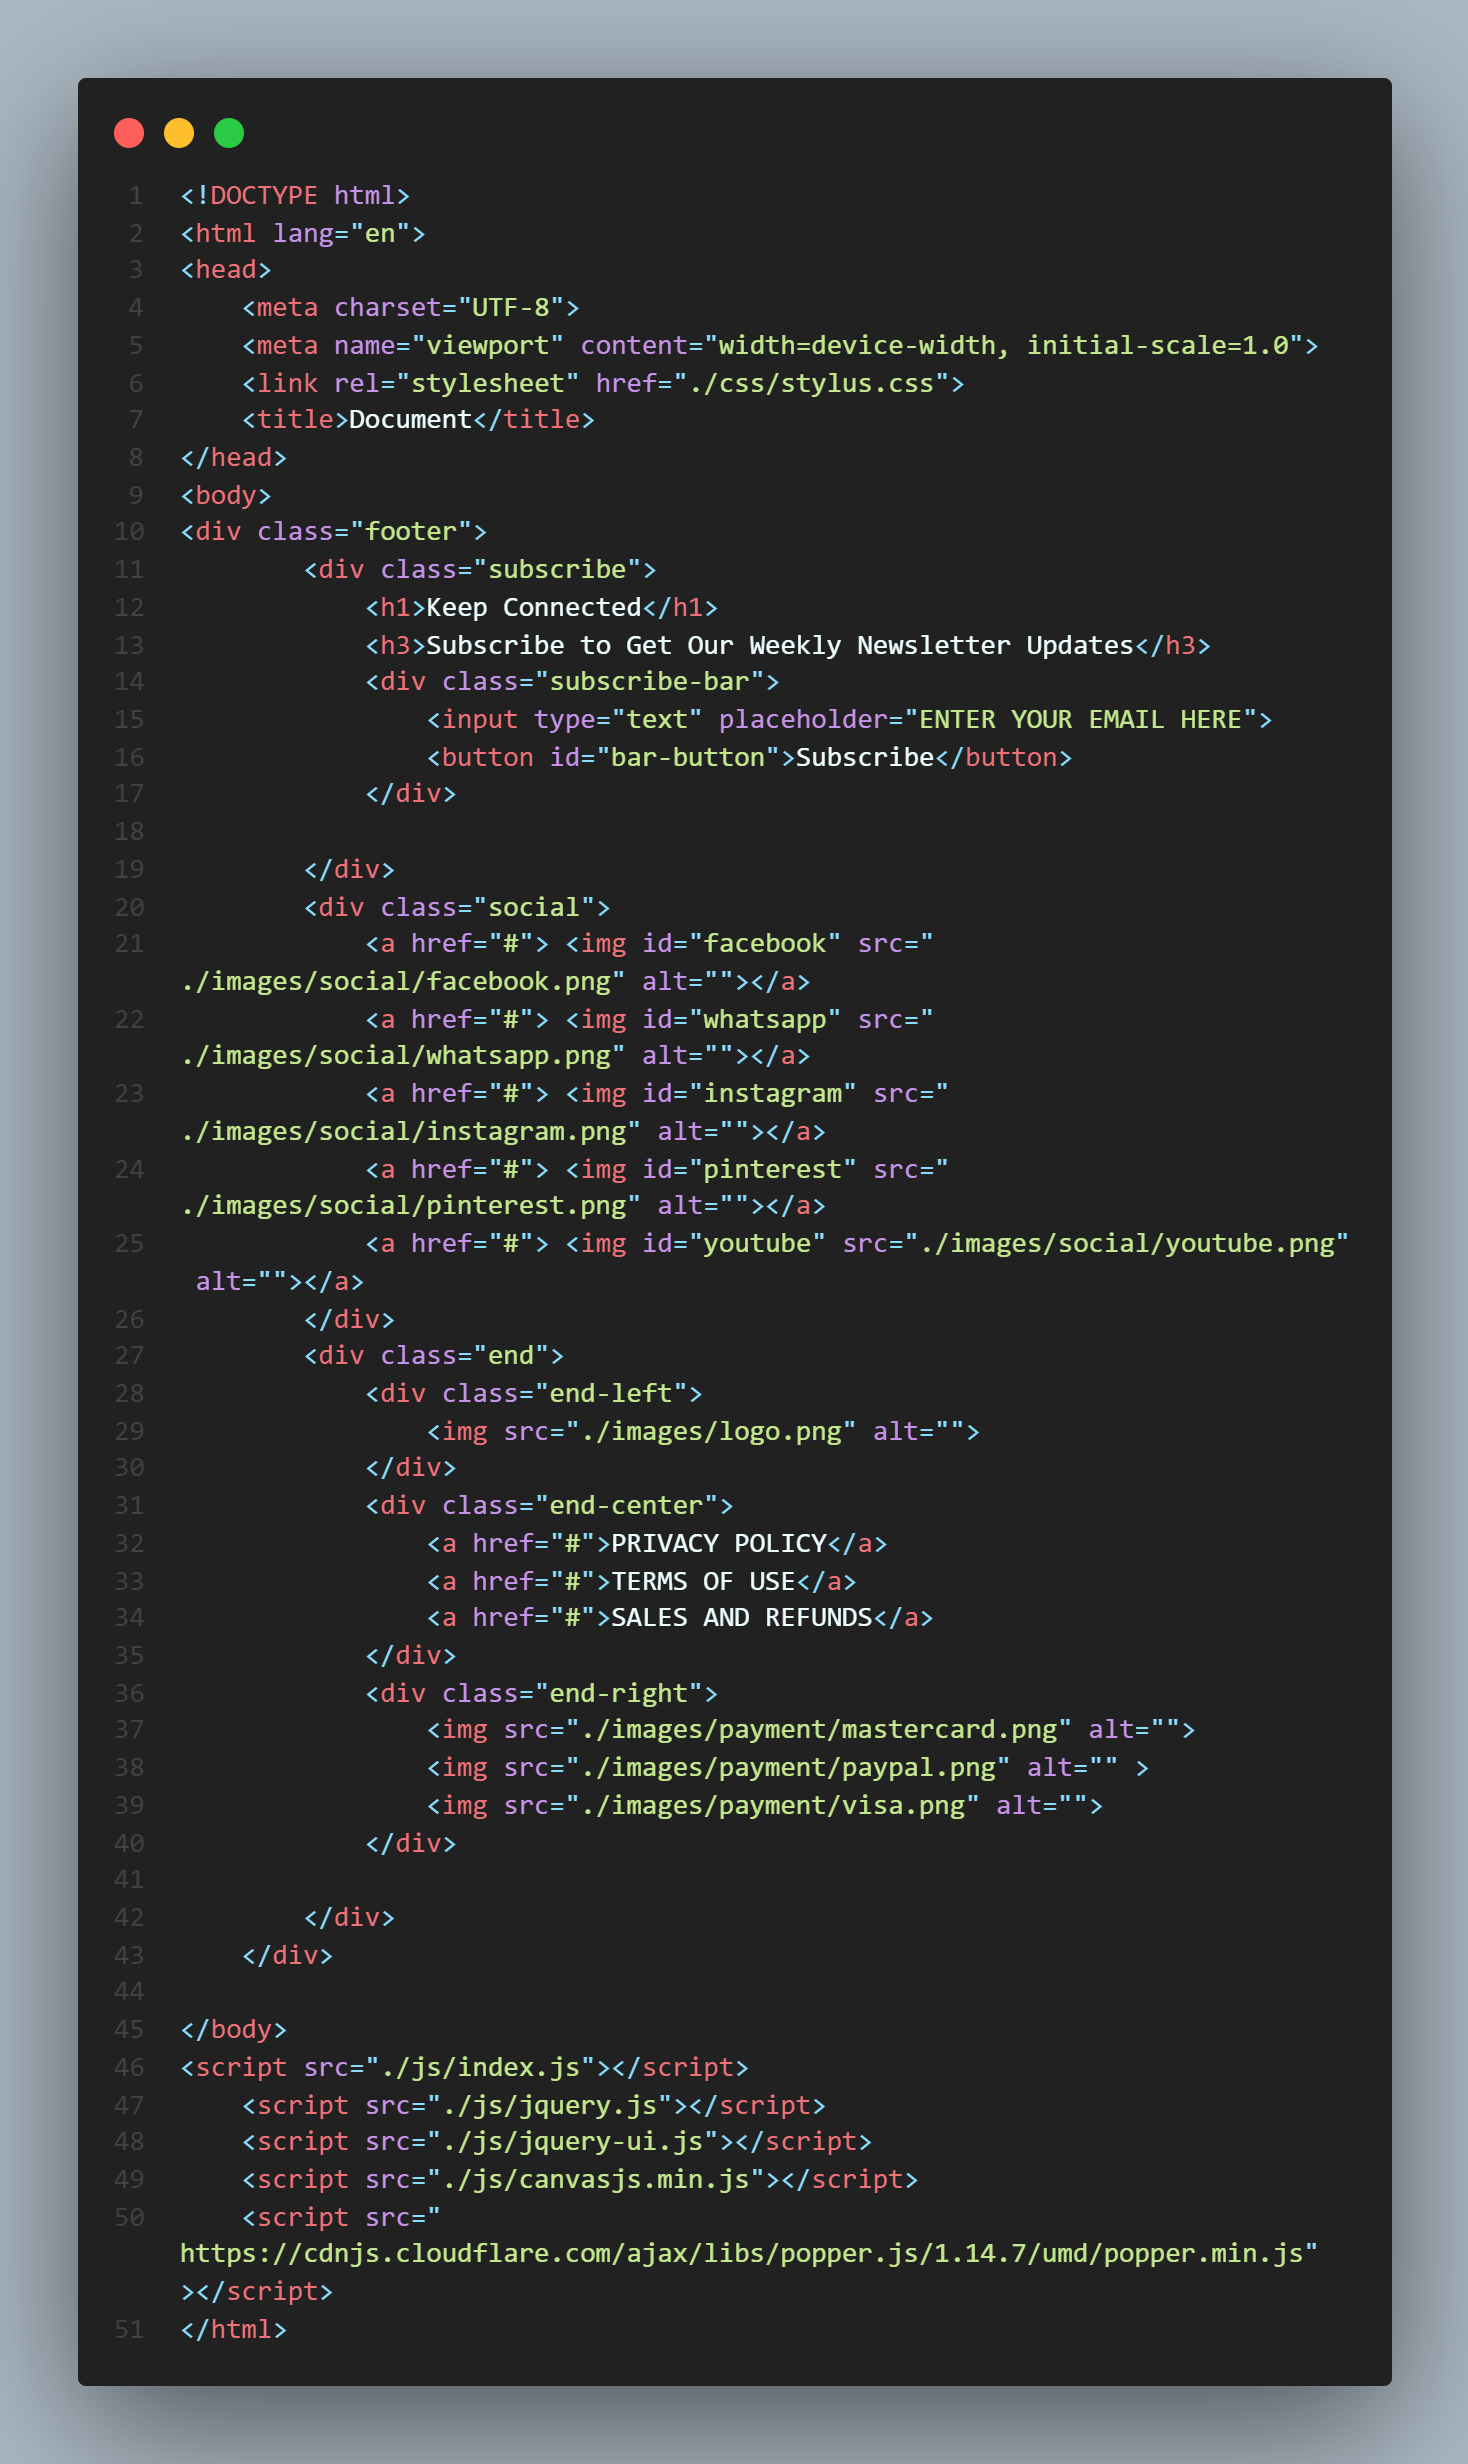 1 <!DOCTYPE html>
2 <html lang="en">
3 <head>
4     <meta charset="UTF-8">
5     <meta name="viewport" content="width=device-width, initial-scale=1.0">
6     <link rel="stylesheet" href="./css/stylus.css">
7     <title>Document</title>
8 </head>
9 <body>
10 <div class="footer">
11         <div class="subscribe">
12             <h1>Keep Connected</h1>
13             <h3>Subscribe to Get Our Weekly Newsletter Updates</h3>
14             <div class="subscribe-bar">
15                 <input type="text" placeholder="ENTER YOUR EMAIL HERE">
16                 <button id="bar-button">Subscribe</button>
17             </div>
18
19         </div>
20         <div class="social">
21             <a href="#"> <img id="facebook" src="
./images/social/facebook.png" alt=""></a>
22             <a href="#"> <img id="whatsapp" src="
./images/social/whatsapp.png" alt=""></a>
23             <a href="#"> <img id="instagram" src="
./images/social/instagram.png" alt=""></a>
24             <a href="#"> <img id="pinterest" src="
./images/social/pinterest.png" alt=""></a>
25             <a href="#"> <img id="youtube" src="./images/social/youtube.png"
 alt=""></a>
26         </div>
27         <div class="end">
28             <div class="end-left">
29                 <img src="./images/logo.png" alt="">
30             </div>
31             <div class="end-center">
32                 <a href="#">PRIVACY POLICY</a>
33                 <a href="#">TERMS OF USE</a>
34                 <a href="#">SALES AND REFUNDS</a>
35             </div>
36             <div class="end-right">
37                 <img src="./images/payment/mastercard.png" alt="">
38                 <img src="./images/payment/paypal.png" alt="" >
39                 <img src="./images/payment/visa.png" alt="">
40             </div>
41
42         </div>
43     </div>
44
45 </body>
46 <script src="./js/index.js"></script>
47     <script src="./js/jquery.js"></script>
48     <script src="./js/jquery-ui.js"></script>
49     <script src="./js/canvasjs.min.js"></script>
50     <script src="
https://cdnjs.cloudflare.com/ajax/libs/popper.js/1.14.7/umd/popper.min.js"
></script>
51 </html>